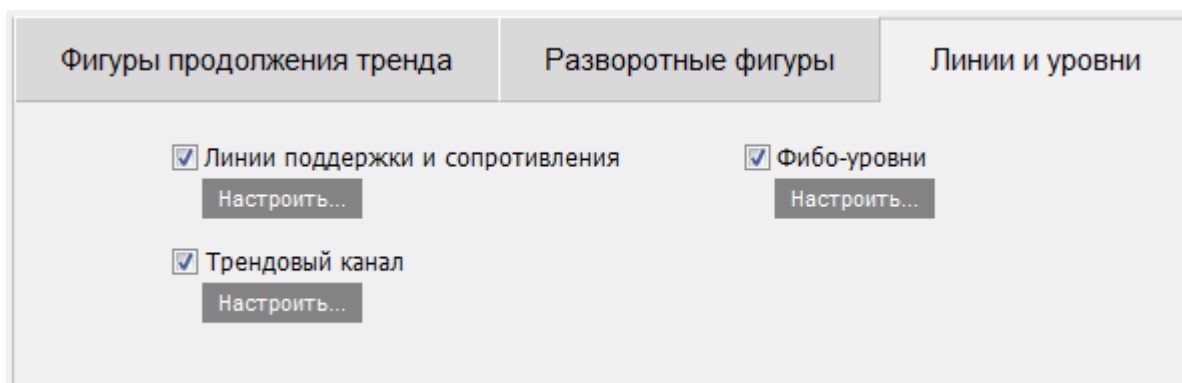 Фигуры продолжения тренда Разворотные фигуры Линии и уровни
Линии поддержки и сопротивления Фибо-уровни
Настроить... Настроить...
Трендовый канал
Настроить...